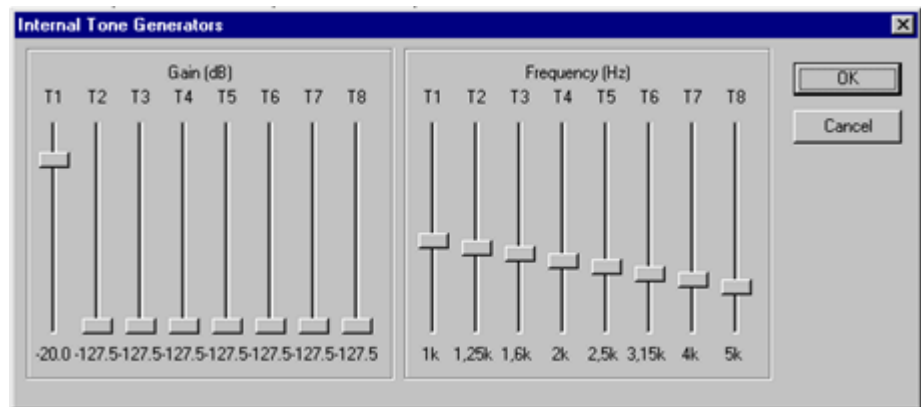 Internal Tone Generators
Gain (dB)
T1 T2 T3 T4 T5 T6 T7 T8
-20.0 -127.5 -127.5 -127.5 -127.5 -127.5 -127.5 -127.5
Frequency (Hz)
T1 T2 T3 T4 T5 T6 T7 T8
1k 1,25k 1,6k 2k 2,5k 3,15k 4k 5k
OK
Cancel